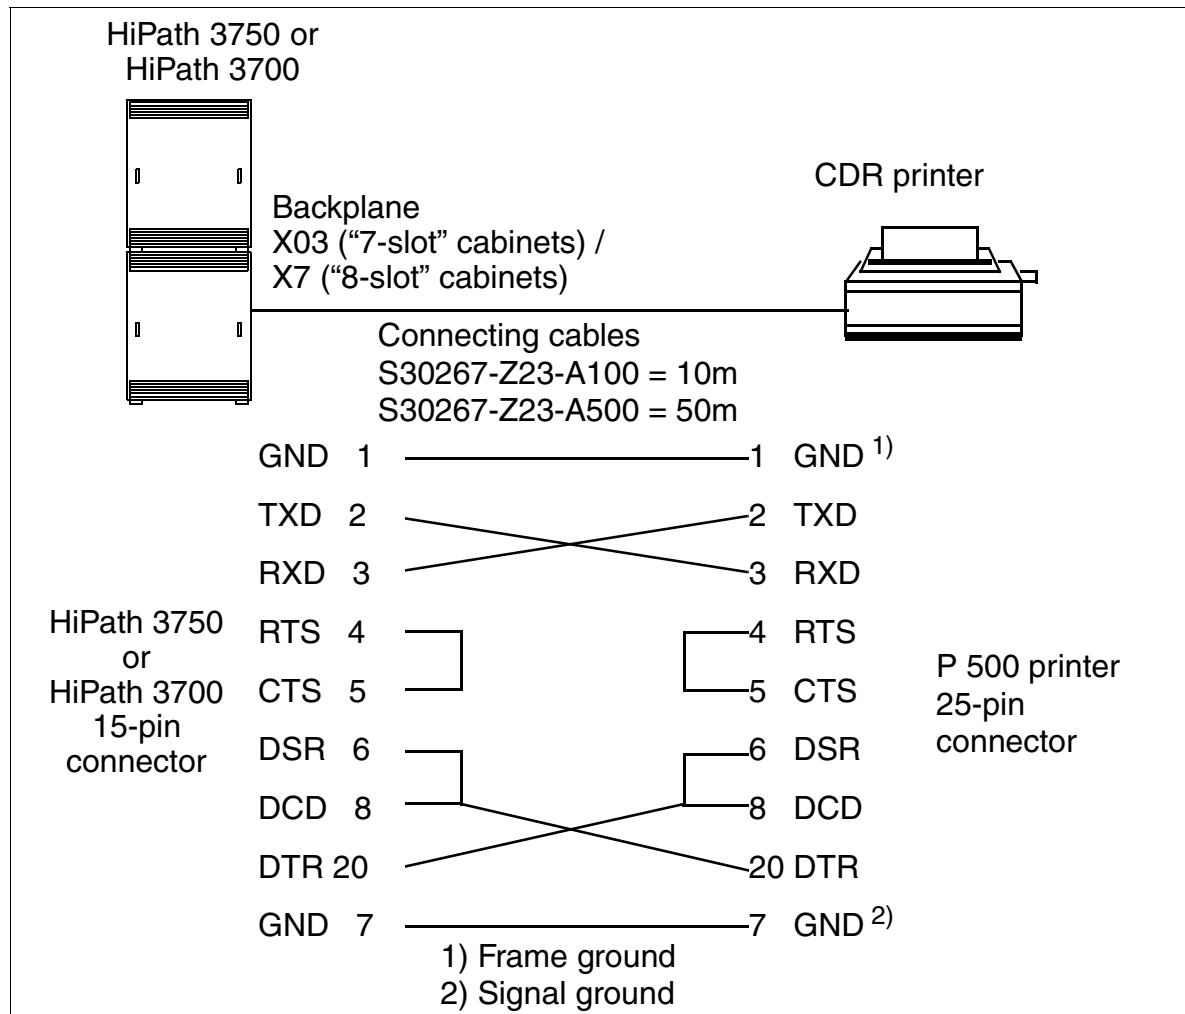 HiPath 3750 or
HiPath 3700
CDR printer
Backplane
X03 (“7-slot” cabinets) /
X7 (“8-slot” cabinets)
Connecting cables
S30267-Z23-A100 = 10m
S30267-Z23-A500 = 50m
GND 1 1 GND 1)
TXD 2 2 TXD
RXD 3 3 RXD
RTS 4 4 RTS
CTS 5 5 CTS
DSR 6 6 DSR
DCD 8 8 DCD
DTR 20 20 DTR
GND 7 7 GND 2)
HiPath 3750
or
HiPath 3700
15-pin
connector
P 500 printer
25-pin
connector
1) Frame ground
2) Signal ground